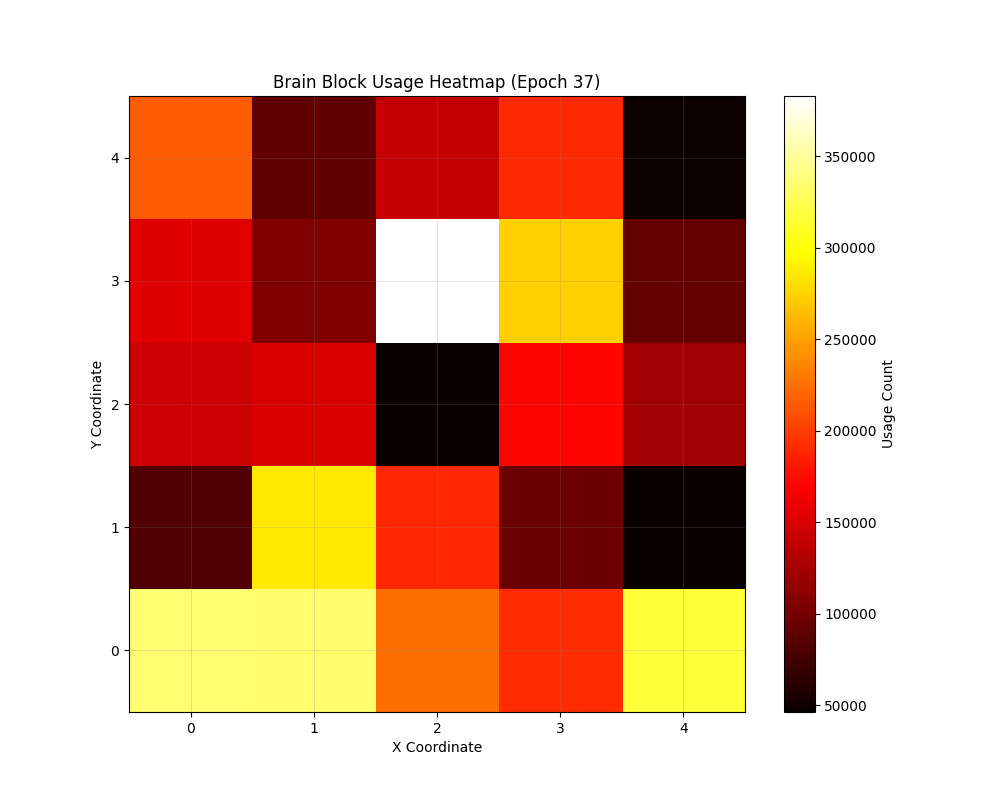 Brain Block Usage Heatmap (Epoch 37)
4
3
2
1
0
Y Coordinate
0 1 2 3 4
X Coordinate
350000
300000
250000
200000
150000
100000
50000
Usage Count